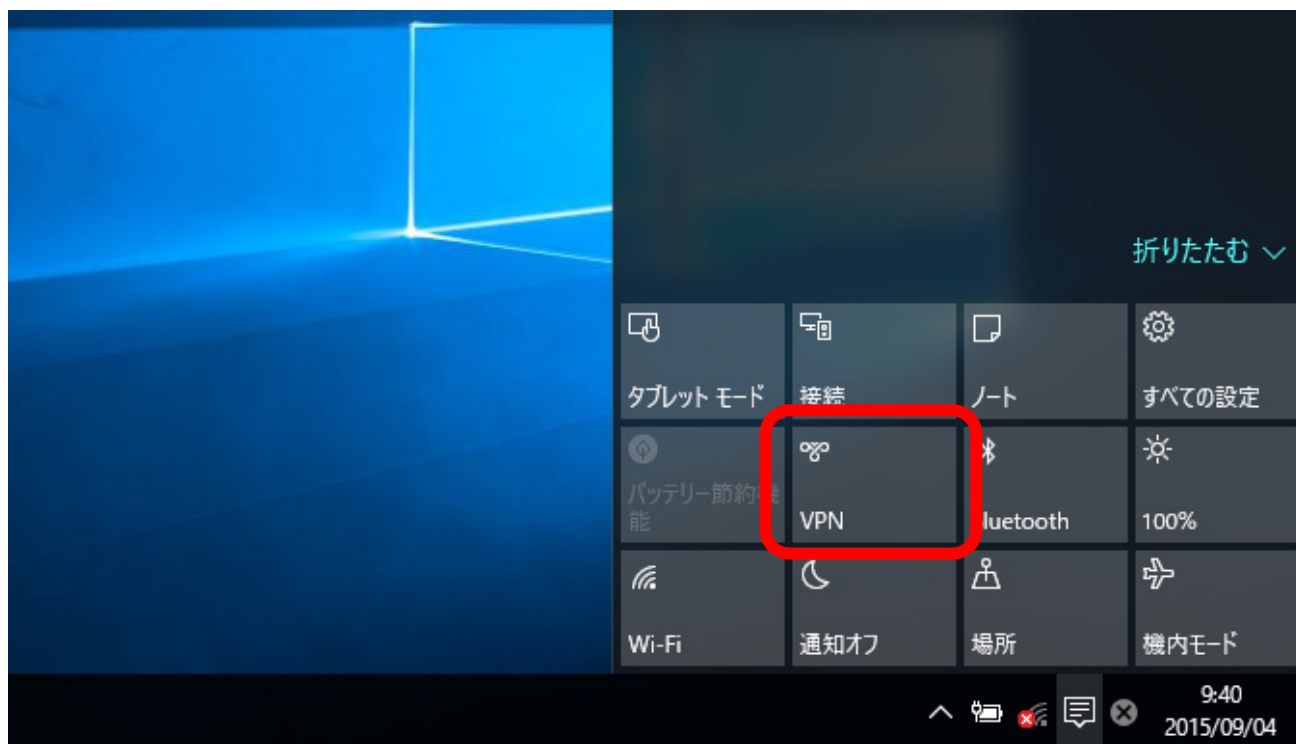 折りたたむ
タブレット モード
接続
ノート
すべての設定
バッテリー節約機
能
VPN
luetooth
100%
Wi-Fi
通知オフ
場所
機内モード
9:40
2015/09/04